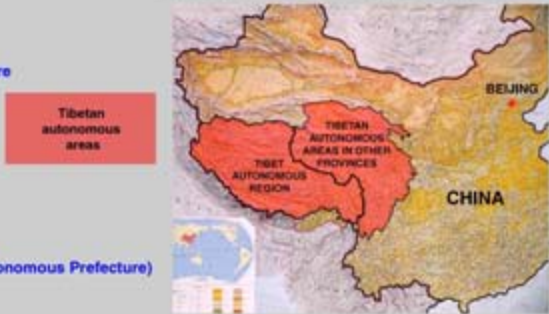 re
Tibetan
autonomous
areas
onomous Prefecture)
BEIJING
TIBETAN
AUTONOMOUS
AREAS IN OTHER
PROVINCES
TIBET
AUTONOMOUS
REGION
CHINA